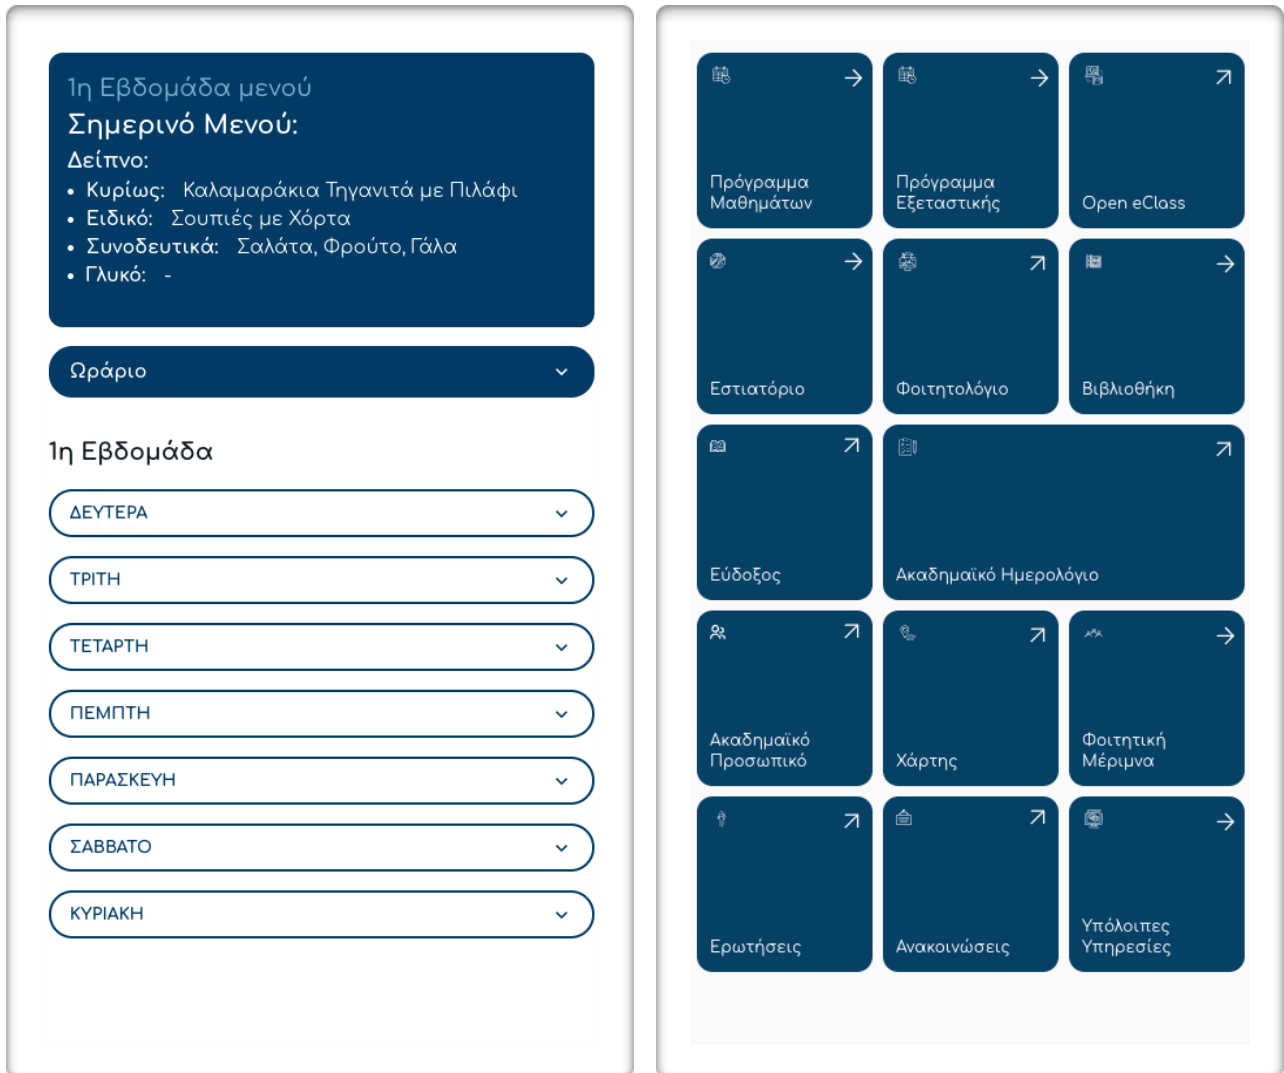 1η Εβδομάδα μενού
Σημερινό Μενού:
Δείπνο:
• Κυρίως: Καλαμαράκια Τηγανιτά με Πιλάφι
• Ειδικό: Σουπιές με Χόρτα
• Συνοδευτικά: Σαλάτα, Φρούτο, Γάλα
• Γλυκό: -
Ωράριο
1η Εβδομάδα
ΔΕΥΤΕΡΑ
ΤΡΙΤΗ
ΤΕΤΑΡΤΗ
ΠΕΜΠΤΗ
ΠΑΡΑΣΚΕΥΗ
ΣΑΒΒΑΤΟ
ΚΥΡΙΑΚΗ
Πρόγραμμα
Μαθημάτων
Πρόγραμμα
Εξεταστικής
Open eClass
Εστιατόριο
Φοιτητολόγιο
Βιβλιοθήκη
Εύδοξος
Ακαδημαϊκό Ημερολόγιο
Ακαδημαϊκό
Προσωπικό
Χάρτης
Φοιτητική
Μέριμνα
Ερωτήσεις
Ανακοινώσεις
Υπόλοιπες
Υπηρεσίες